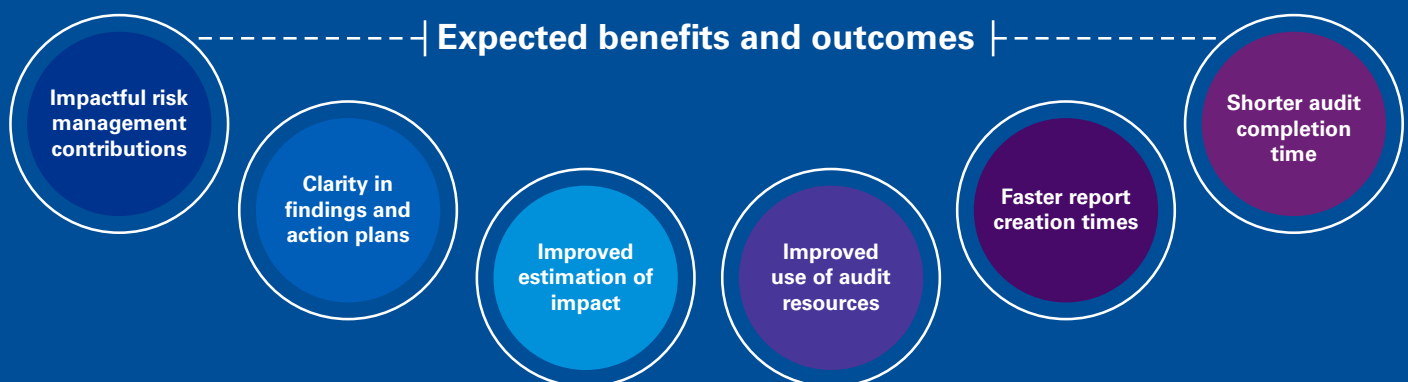 Expected benefits and outcomes
Impactful risk
management
contributions
Clarity in
findings and
action plans
Improved
estimation of
impact
Improved
use of audit
resources
Faster report
creation times
Shorter audit
completion
time